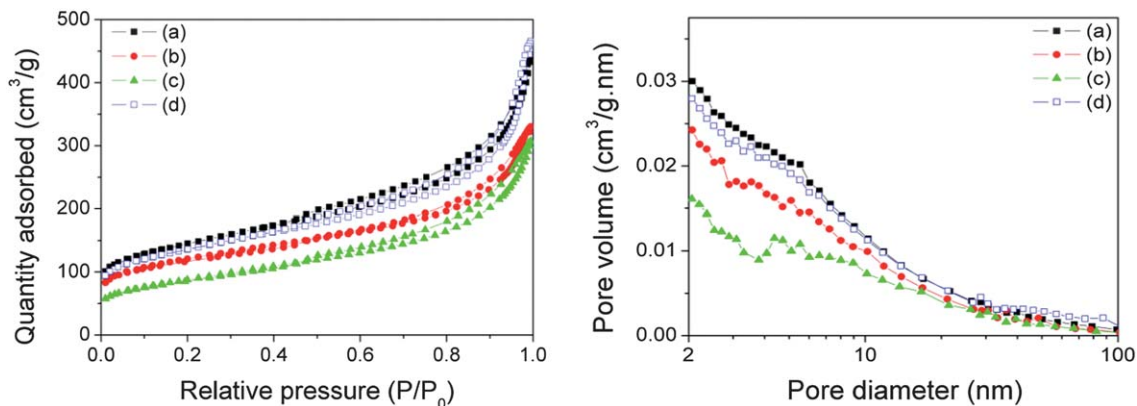 500
400
300
200
100
0
Quantity adsorbed (cm³/g)
(a)
(b)
(c)
(d)
0.0 0.2 0.4 0.6 0.8 1.0
Relative pressure (P/P₀)
0.03
0.02
0.01
0.00
Pore volume (cm³/g.nm)
(a)
(b)
(c)
(d)
2 10 100
Pore diameter (nm)